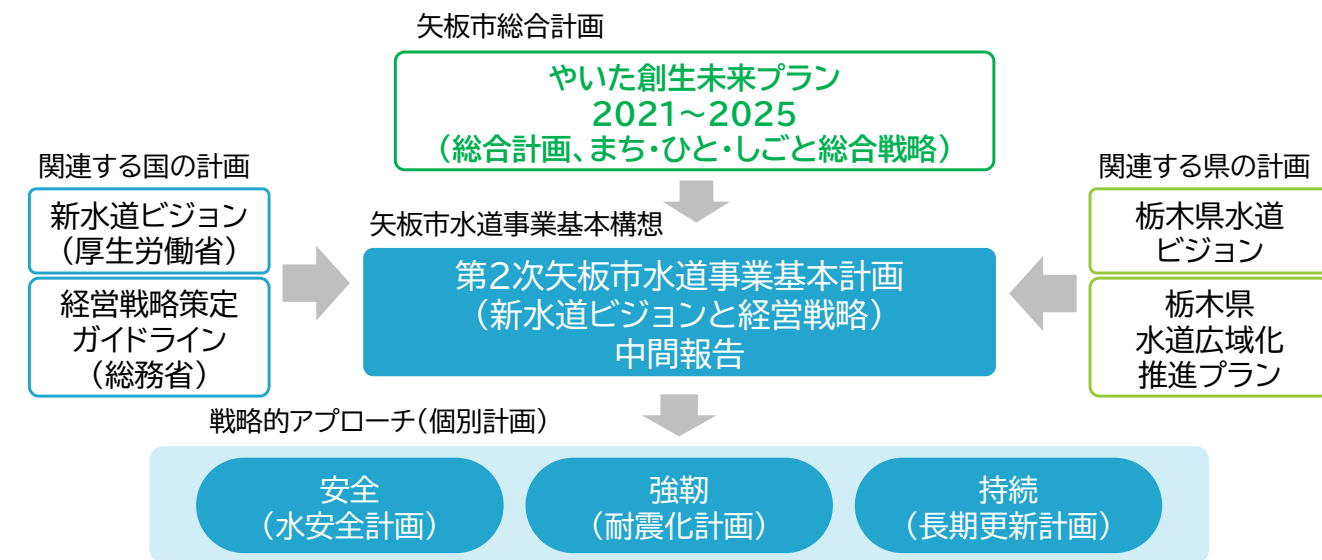 矢板市総合計画
やいた創生未来プラン
2021～2025
（総合計画、まち・ひと・しごと総合戦略）
関連する国の計画
新水道ビジョン
（厚生労働省）
経営戦略策定
ガイドライン
（総務省）
矢板市水道事業基本構想
第2次矢板市水道事業基本計画
（新水道ビジョンと経営戦略）
中間報告
関連する県の計画
栃木県水道
ビジョン
栃木県
水道広域化
推進プラン
戦略的アプローチ（個別計画）
安全
（水安全計画）
強靭
（耐震化計画）
持続
（長期更新計画）